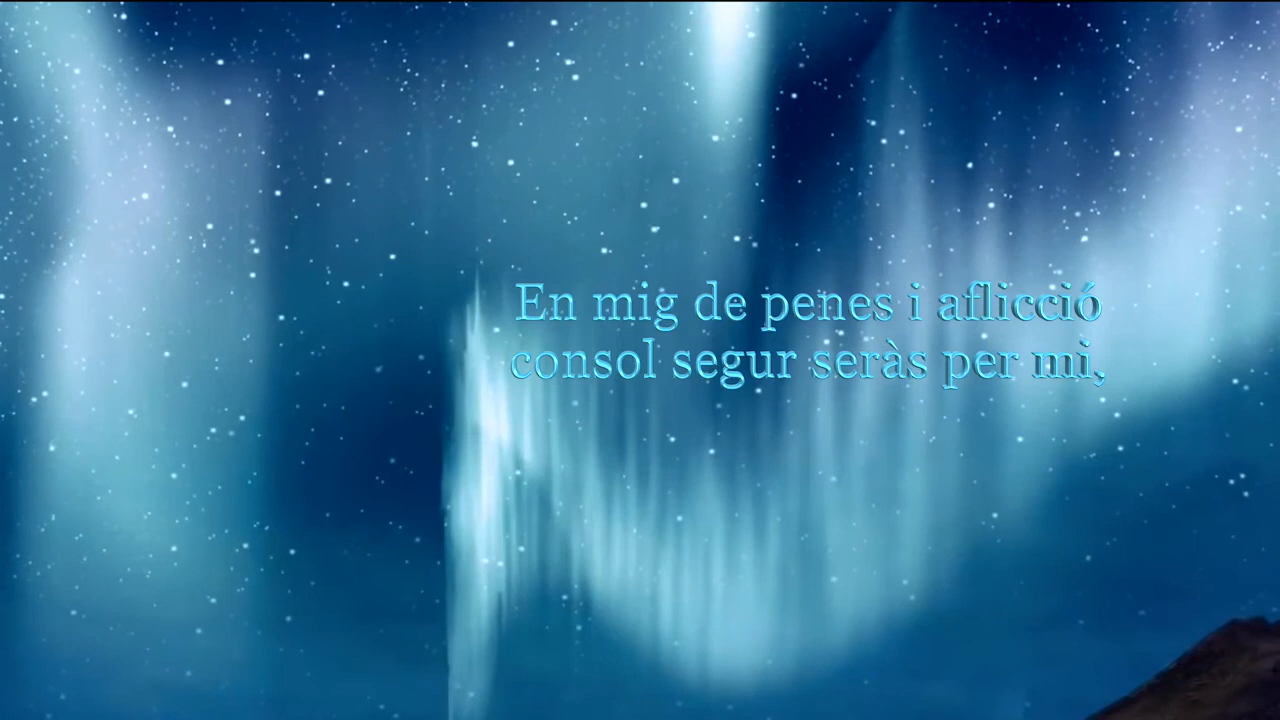 En mig de penes i aflicció
consol segur seràs per mi,